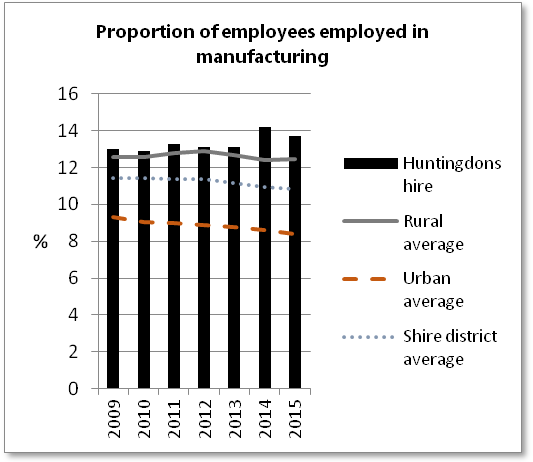 Proportion of employees employed in
manufacturing
16
14
12
10
8
6
4
2
0
%
2009
2010
2011
2012
2013
2014
2015
Huntingdons
hire
Rural
average
Urban
average
Shire district
average